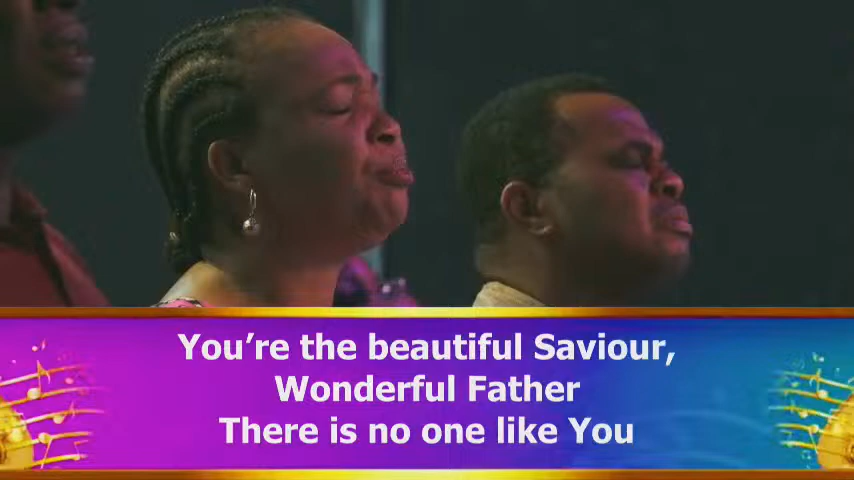 You’re the beautiful Saviour,
Wonderful Father
There is no one like You